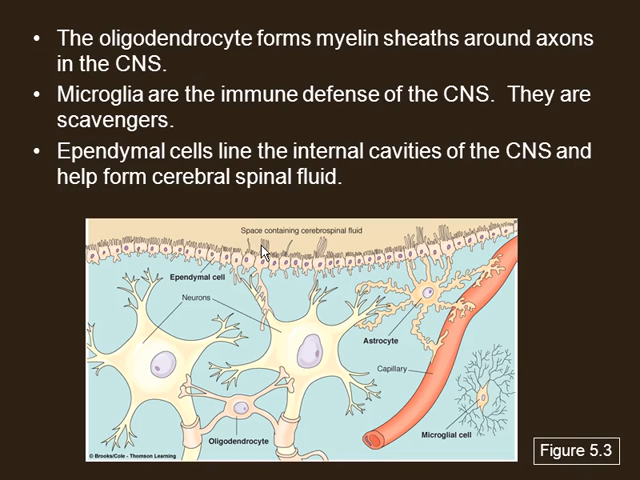 • The oligodendrocyte forms myelin sheaths around axons
in the CNS.
• Microglia are the immune defense of the CNS.  They are
scavengers.
• Ependymal cells line the internal cavities of the CNS and
help form cerebral spinal fluid.
Space containing cerebrospinal fluid
Ependymal cell
Neurons
Astrocyte
Capillary
Oligodendrocyte
Microglial cell
© Brooks/Cole - Thomson Learning
Figure 5.3